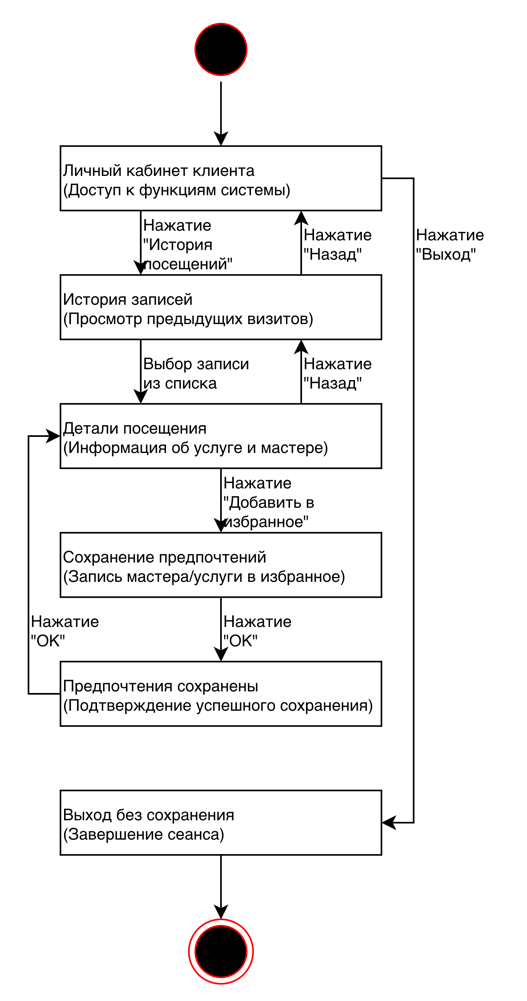 Личный кабинет клиента
(Доступ к функциям системы)
Нажатие
"История
посещений"
Нажатие
"Назад"
Нажатие
"Выход"
История записей
(Просмотр предыдущих визитов)
Выбор записи
из списка
Нажатие
"Назад"
Детали посещения
(Информация об услуге и мастере)
Нажатие
"Добавить в
избранное"
Сохранение предпочтений
(Запись мастера/услуги в избранное)
Нажатие
"ОК"
Нажатие
"ОК"
Предпочтения сохранены
(Подтверждение успешного сохранения)
Выход без сохранения
(Завершение сеанса)